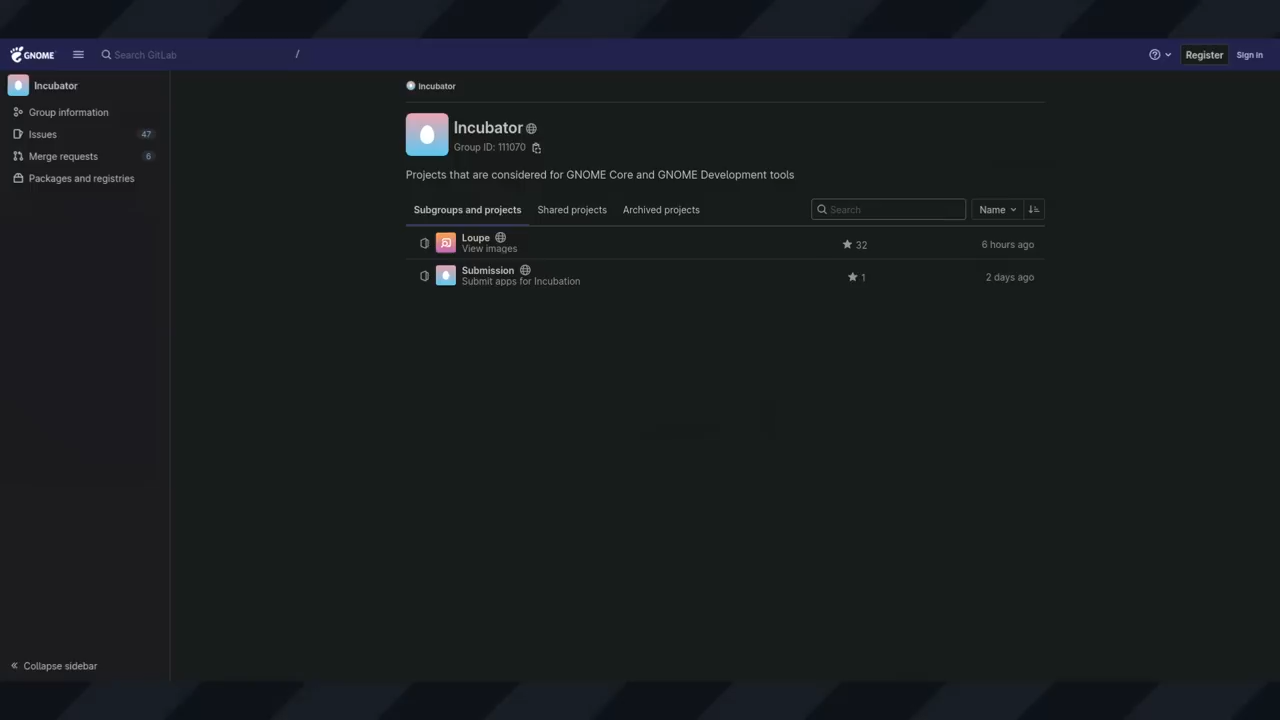 GNOME
Search GitLab
/
Register
Sign in
Incubator
Group information
Issues 47
Merge requests 6
Packages and registries
Collapse sidebar
Incubator
Incubator
Group ID: 111070
Projects that are considered for GNOME Core and GNOME Development tools
Subgroups and projects Shared projects Archived projects Search Name
Loupe 32 6 hours ago
View images
Submission 1 2 days ago
Submit apps for Incubation